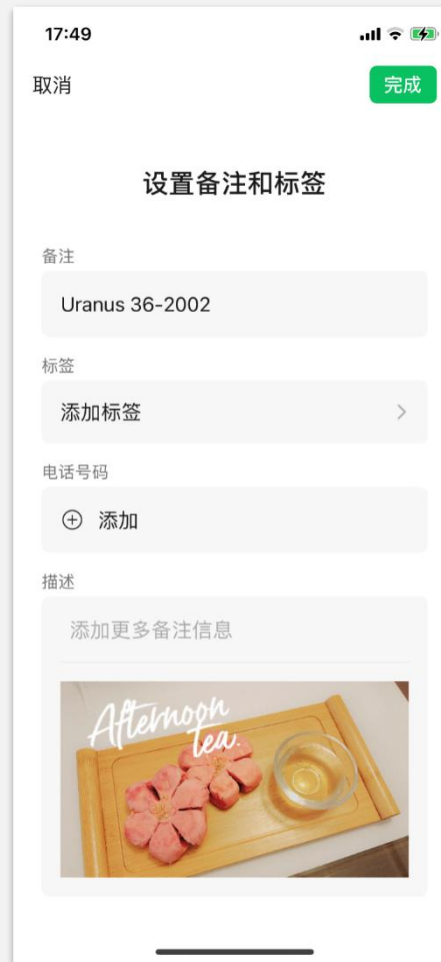 17:49
取消
完成
设置备注和标签
备注
Uranus 36-2002
标签
添加标签
电话号码
添加
描述
添加更多备注信息
Afternoon
tea.